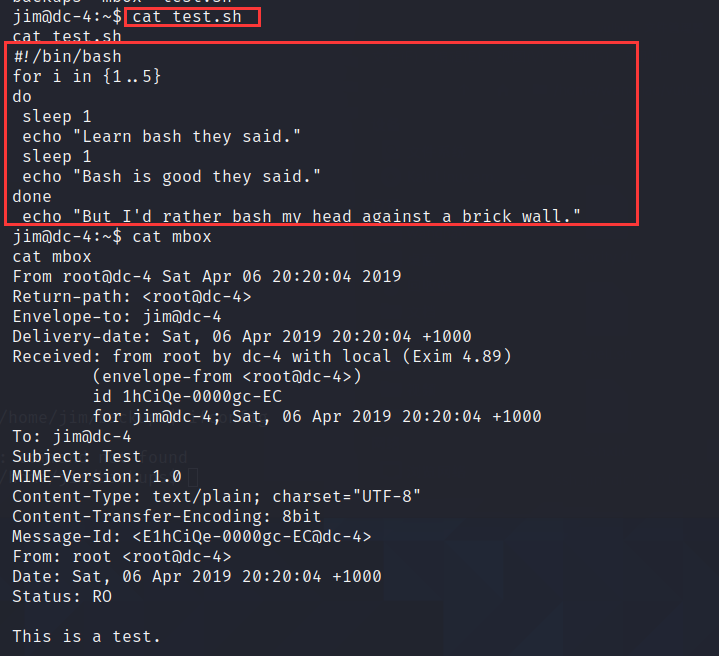 jim@dc-4:~$ cat test.sh
cat test.sh
#!/bin/bash
for i in {1..5}
do
 sleep 1
 echo "Learn bash they said."
 sleep 1
 echo "Bash is good they said."
done
 echo "But I'd rather bash my head against a brick wall."
jim@dc-4:~$ cat mbox
cat mbox
From root@dc-4 Sat Apr 06 20:20:04 2019
Return-path: <root@dc-4>
Envelope-to: jim@dc-4
Delivery-date: Sat, 06 Apr 2019 20:20:04 +1000
Received: from root by dc-4 with local (Exim 4.89)
        (envelope-from <root@dc-4>)
        id 1hCiQe-0000gc-EC
        for jim@dc-4; Sat, 06 Apr 2019 20:20:04 +1000
To: jim@dc-4
Subject: Test
MIME-Version: 1.0
Content-Type: text/plain; charset="UTF-8"
Content-Transfer-Encoding: 8bit
Message-Id: <E1hCiQe-0000gc-EC@dc-4>
From: root <root@dc-4>
Date: Sat, 06 Apr 2019 20:20:04 +1000
Status: RO

This is a test.